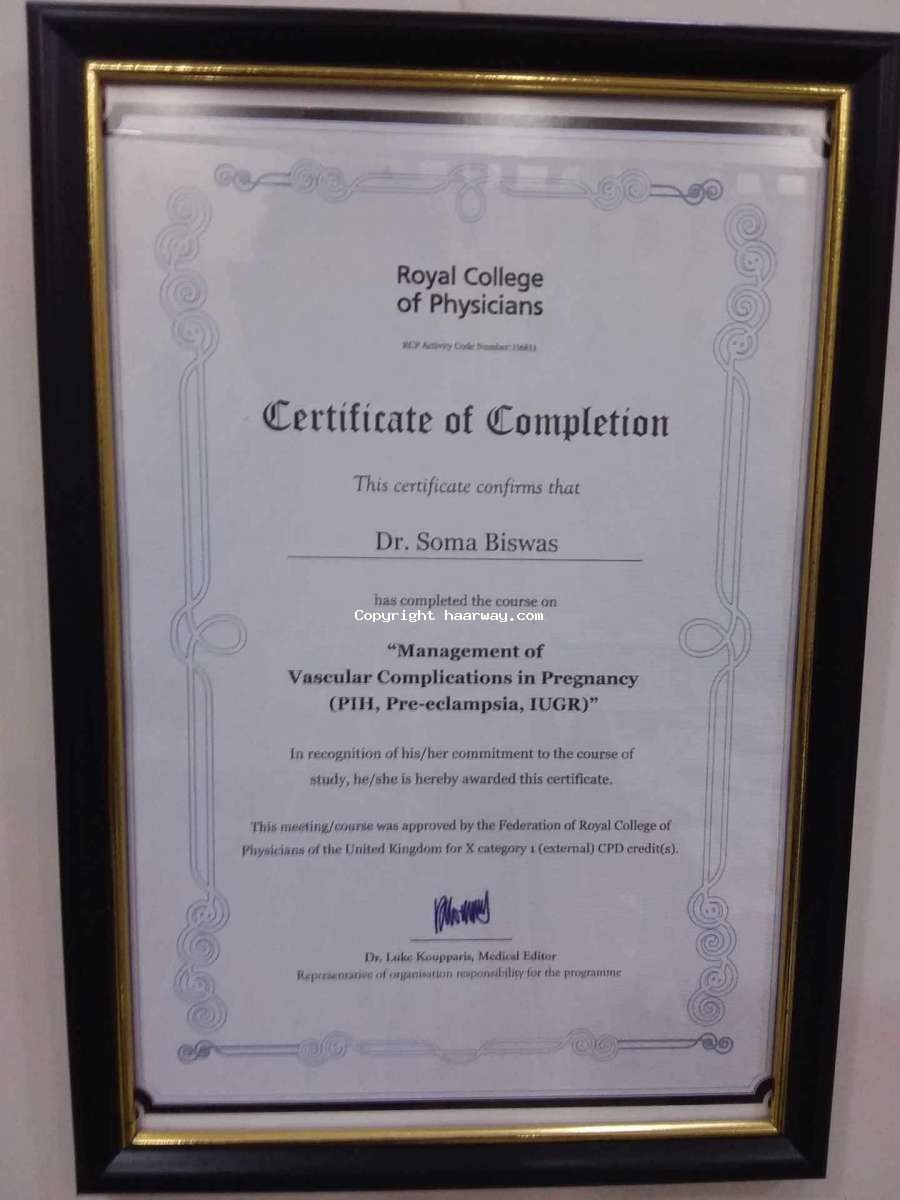 Royal College
of Physicians
RCP Activity Code Number:
Certificate of Completion
This certificate confirms that
Dr. Soma Biswas
has completed the course on
Copyright haarway.com
“Management of
Vascular Complications in Pregnancy
(PIH, Pre-eclampsia, IUGR)”
In recognition of his/her commitment to the course of
study, he/she is hereby awarded this certificate.
This meeting/course was approved by the Federation of Royal College of
Physicians of the United Kingdom for X category 1 (external) CPD credit(s).
Dr. Luke Koupparis, Medical Editor
Representative of organisation responsibility for the programme